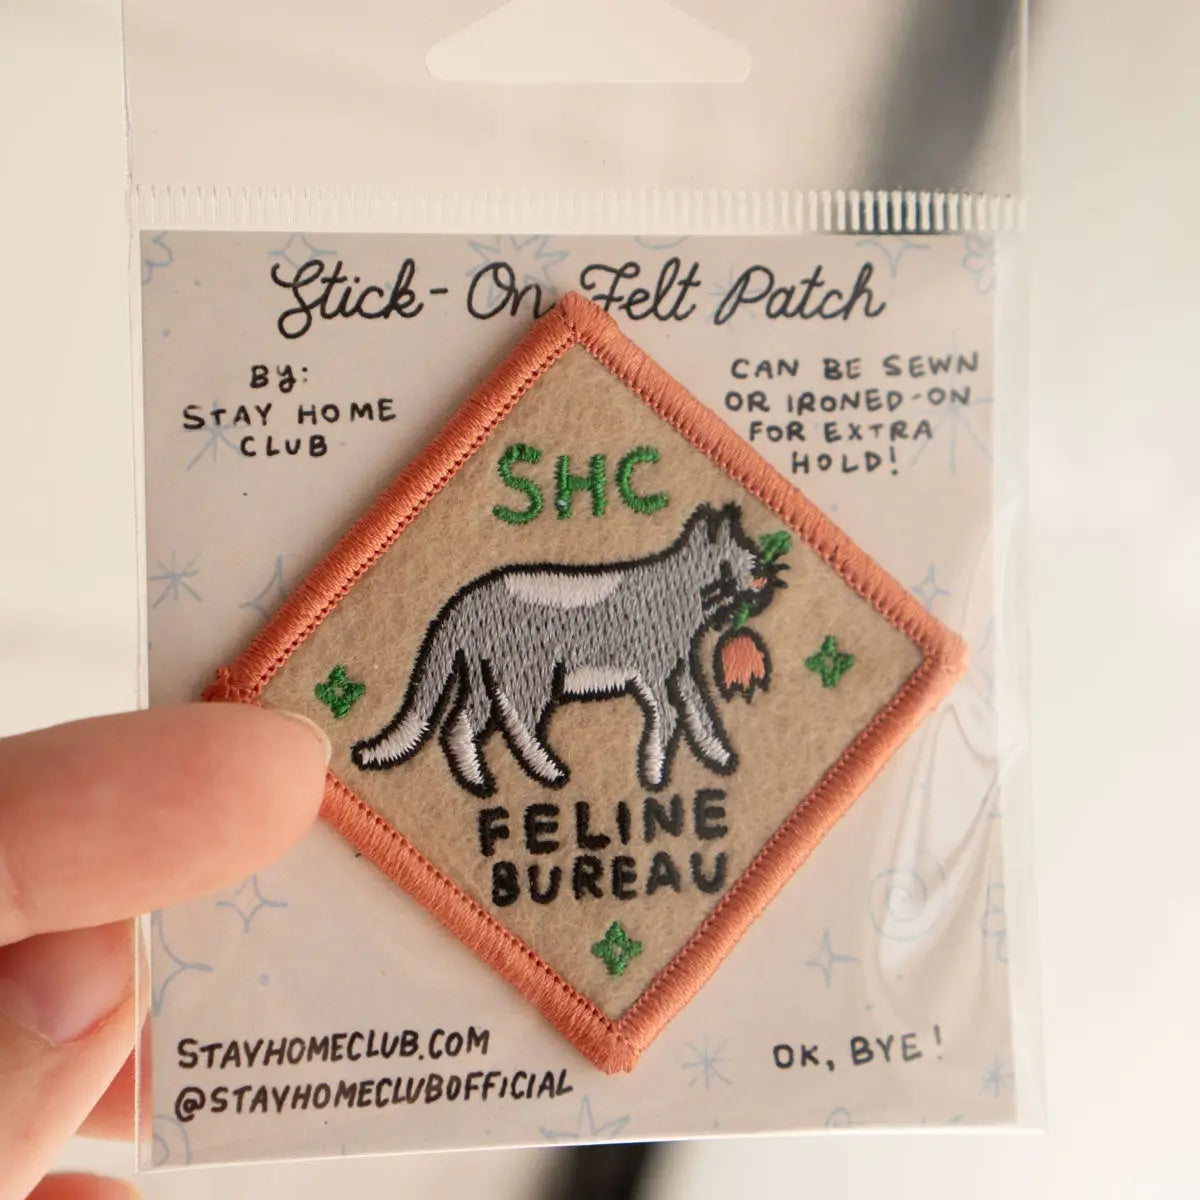 Stick-On Felt Patch
BY:
STAY HOME
CLUB
CAN BE SEWN
OR IRONED-ON
FOR EXTRA
HOLD!
SHC
FELINE
BUREAU
STAYHOMECLUB.COM
@STAYHOMECLUBOFFICIAL
OK, BYE!